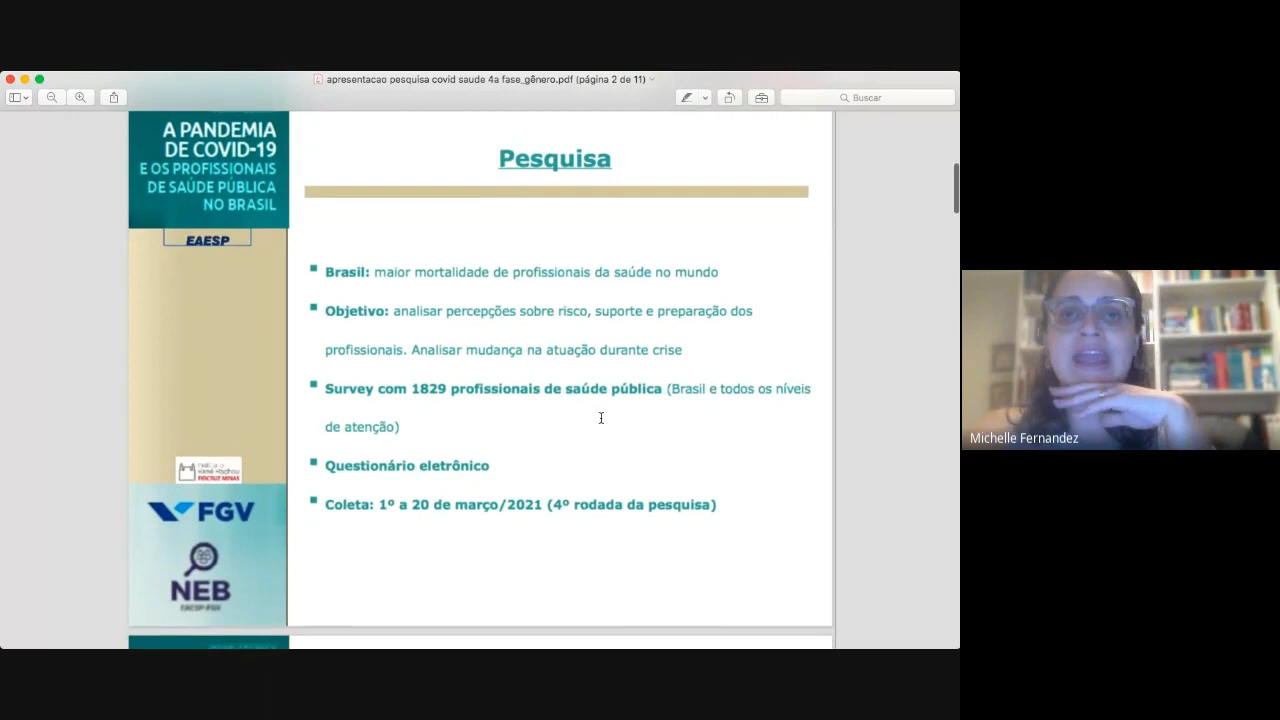 apresentacao pesquisa covid saude 4a fase_gênero.pdf (página 2 de 11)
Buscar
A PANDEMIA
DE COVID-19
E OS PROFISSIONAIS
DE SAÚDE PÚBLICA
NO BRASIL
EAESP
FIOCRUZ MINAS
FGV
NEB
EAESP-FGV
Pesquisa
Brasil: maior mortalidade de profissionais da saúde no mundo
Objetivo: analisar percepções sobre risco, suporte e preparação dos
profissionais. Analisar mudança na atuação durante crise
Survey com 1829 profissionais de saúde pública (Brasil e todos os níveis
de atenção)
Questionário eletrônico
Coleta: 1º a 20 de março/2021 (4º rodada da pesquisa)
Michelle Fernandez